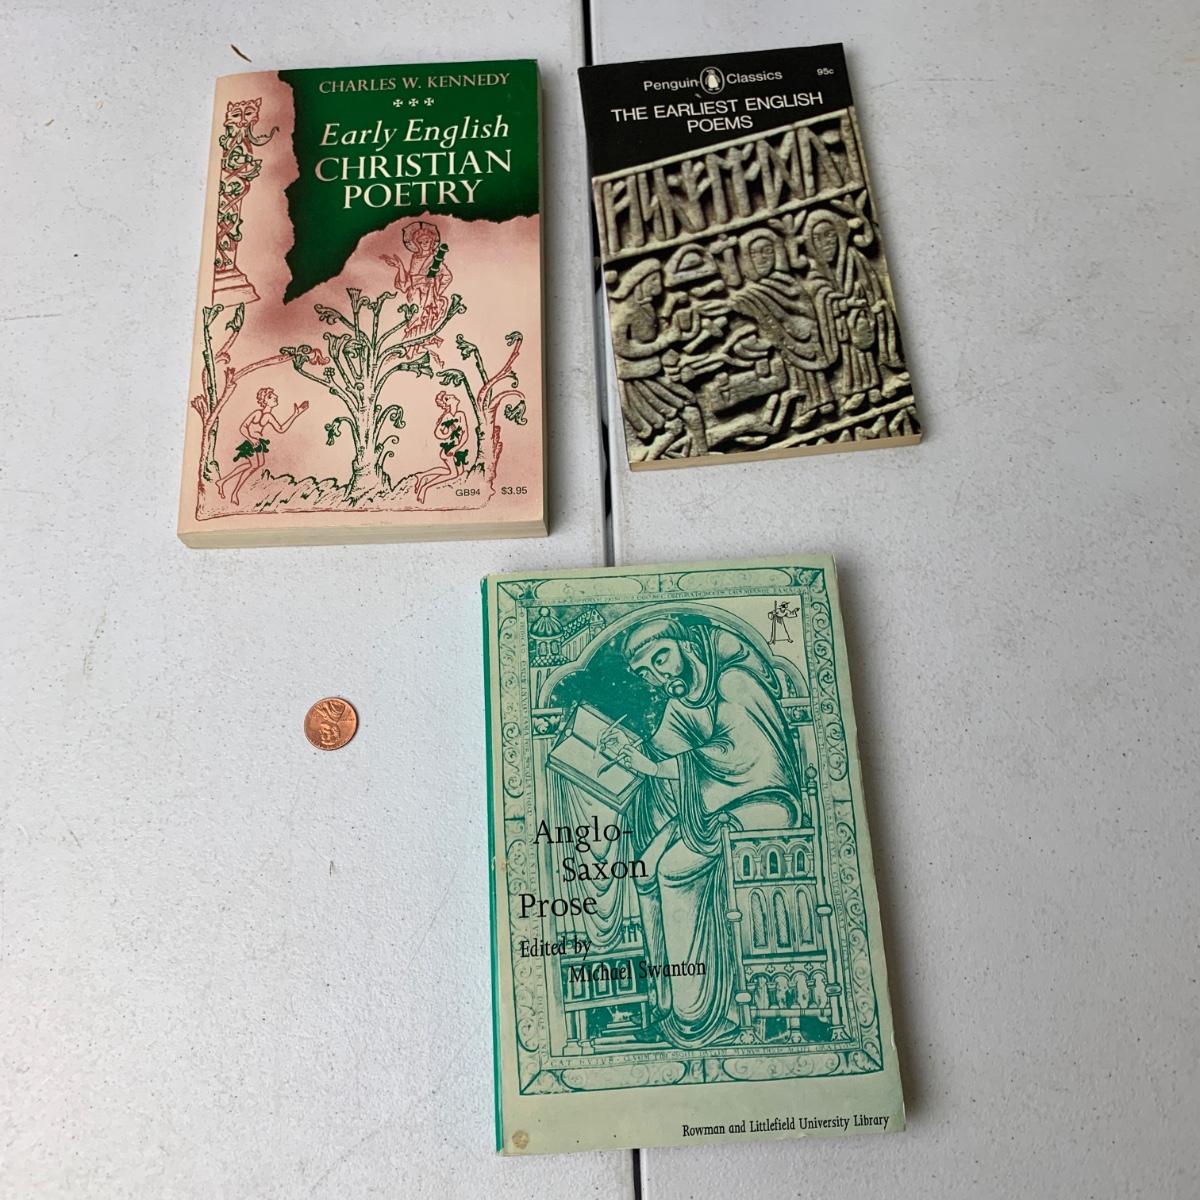 CHARLES W. KENNEDY
Early English
CHRISTIAN
POETRY
GB94 $3.95
Penguin Classics
95c
THE EARLIEST ENGLISH
POEMS
Anglo-
Saxon
Prose
Edited by
Michael Swanton
Rowman and Littlefield University Library